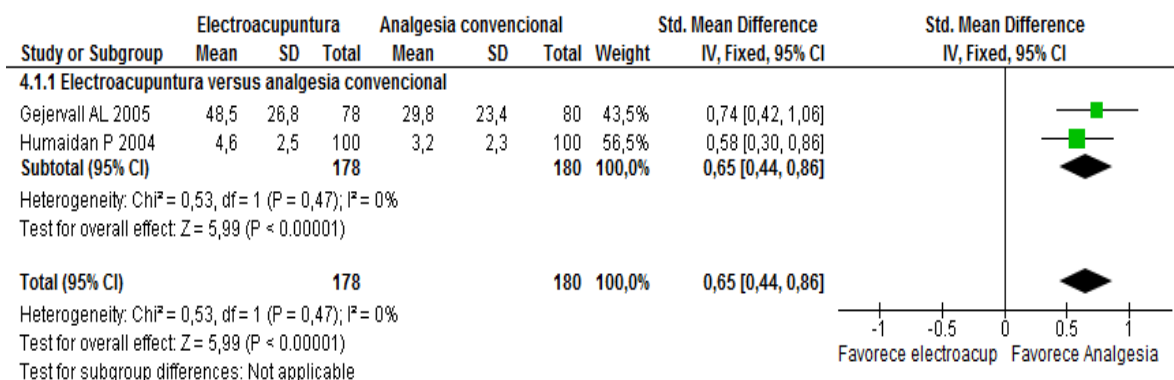 Electroacupuntura Analgesia convencional Std. Mean Difference Std. Mean Difference
Study or Subgroup Mean SD Total Mean SD Total Weight IV, Fixed, 95% CI IV, Fixed, 95% CI
4.1.1 Electroacupuntura versus analgesia convencional
Gejervall AL 2005 48,5 26,8 78 29,8 23,4 80 43,5% 0,74 [0,42, 1,06]
Humaidan P 2004 4,6 2,5 100 3,2 2,3 100 56,5% 0,58 [0,30, 0,86]
Subtotal (95% CI) 178 180 100,0% 0,65 [0,44, 0,86]
Heterogeneity: Chi² = 0,53, df = 1 (P = 0,47); I² = 0%
Test for overall effect: Z = 5,99 (P < 0.00001)
Total (95% CI) 178 180 100,0% 0,65 [0,44, 0,86]
Heterogeneity: Chi² = 0,53, df = 1 (P = 0,47); I² = 0%
Test for overall effect: Z = 5,99 (P < 0.00001)
Test for subgroup differences: Not applicable
-1 -0.5 0 0.5 1
Favorece electroacup Favorece Analgesia